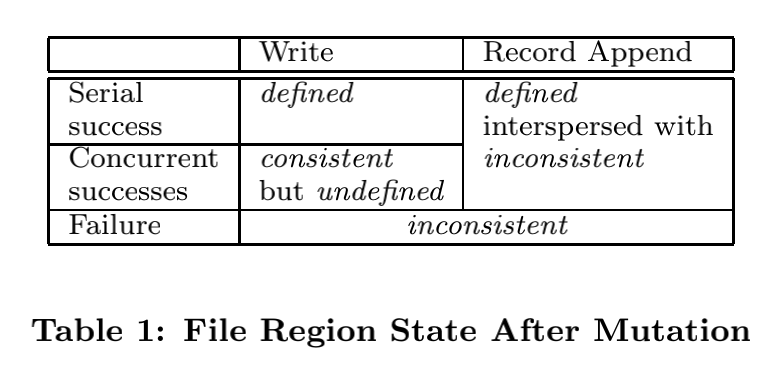 Write Record Append
Serial defined defined
success interspersed with
Concurrent consistent inconsistent
successes but undefined
Failure inconsistent
Table 1: File Region State After Mutation